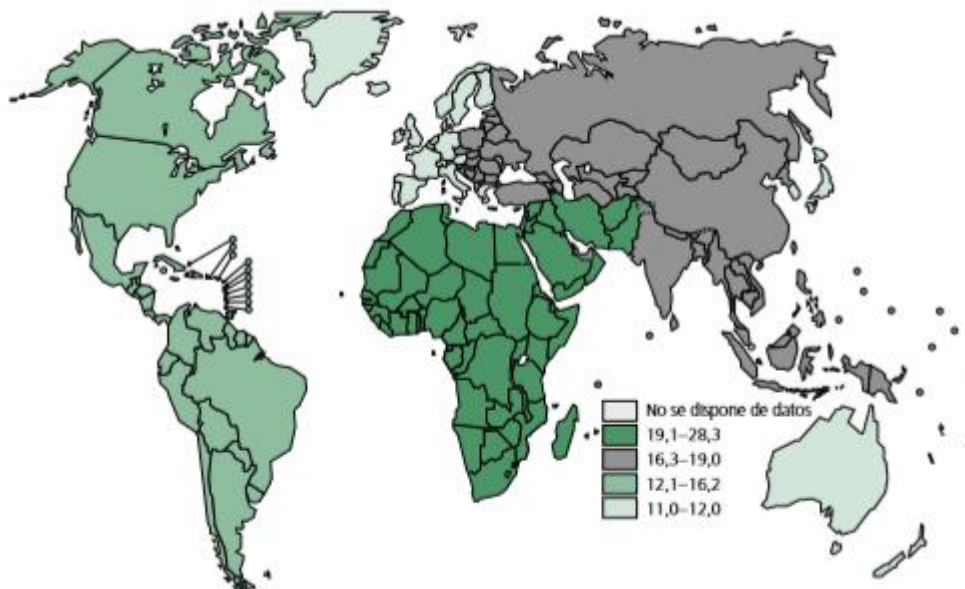 No se dispone de datos
19,1–28,3
16,3–19,0
12,1–16,2
11,0–12,0